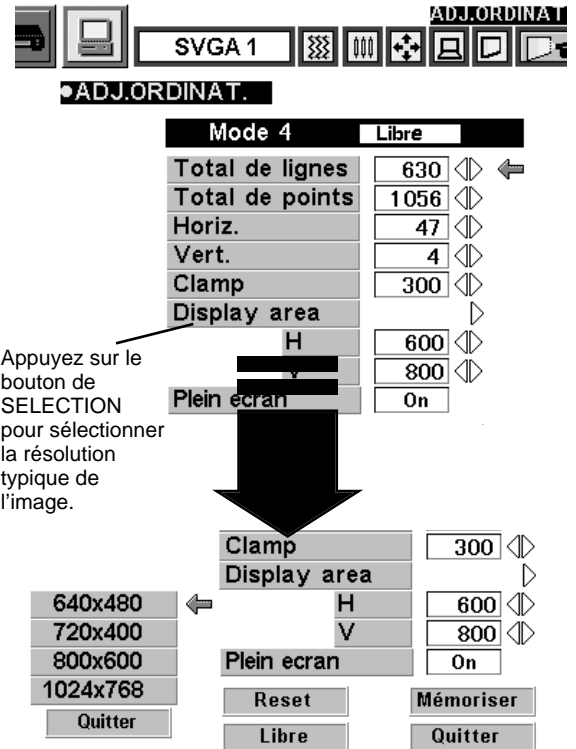 ADJ.ORDINAT
SVGA 1
●ADJ.ORDINAT.
Mode 4 Libre
Total de lignes 630
Total de points 1056
Horiz. 47
Vert. 4
Clamp 300
Display area
H 600
800
Plein ecran On
Appuyez sur le
bouton de
SELECTION
pour sélectionner
la résolution
typique de
l'image.
Clamp 300
Display area
H 600
V 800
Plein ecran On
640x480
720x400
800x600
1024x768
Quitter
Reset Mémoriser
Libre Quitter